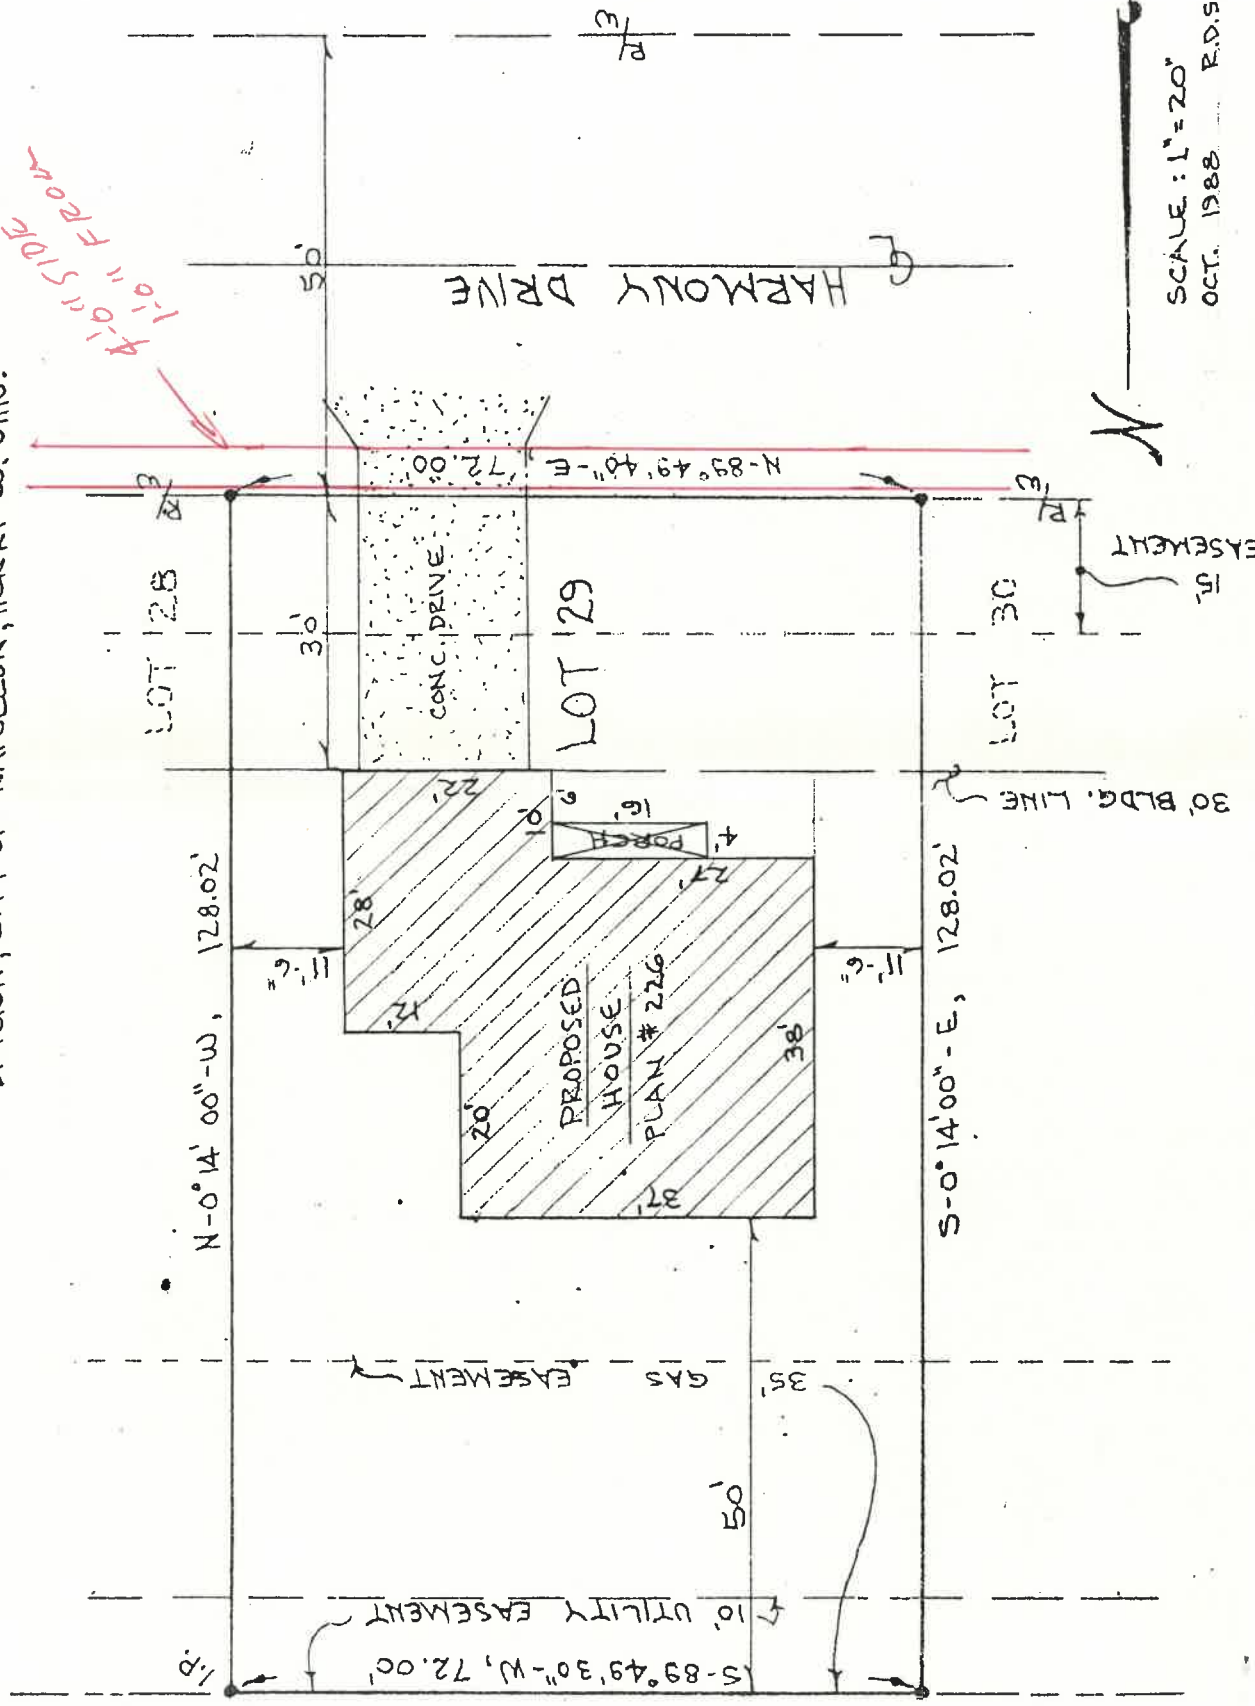 R/W
50'
HARMONY DRIVE
C L
SCALE : 1"=20"
OCT. 1988 R.D.S
4'-0" SIDE
1'-0" FROM
R/W
N-89°49'40"-E 72.00'
R/W
15'
EASEMENT
LOT 28
30'
CONC. DRIVE
LOT 29
LOT 30
30' BLDG. LINE
N-0°14'00"-W, 128.02'
22'
28'
12'
20'
10'
6'
16'
PORCH
4'
27'
11'-6"
11'-6"
PROPOSED
HOUSE
PLAN # 226
38'
37'
S-0°14'00"-E, 128.02'
GAS EASEMENT
35'
50'
10' UTILITY EASEMENT
S-89°49'30"-W, 72.00'
I.P.